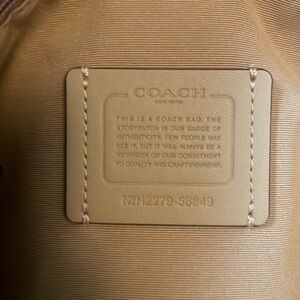 COACH
NEW YORK
THIS IS A COACH BAG. THE
STORYPATCH IS OUR BADGE OF
AUTHENTICITY. FEW PEOPLE MAY
SEE IT, BUT IT WILL ALWAYS BE A
REMINDER OF OUR COMMITMENT
TO QUALITY AND CRAFTSMANSHIP.